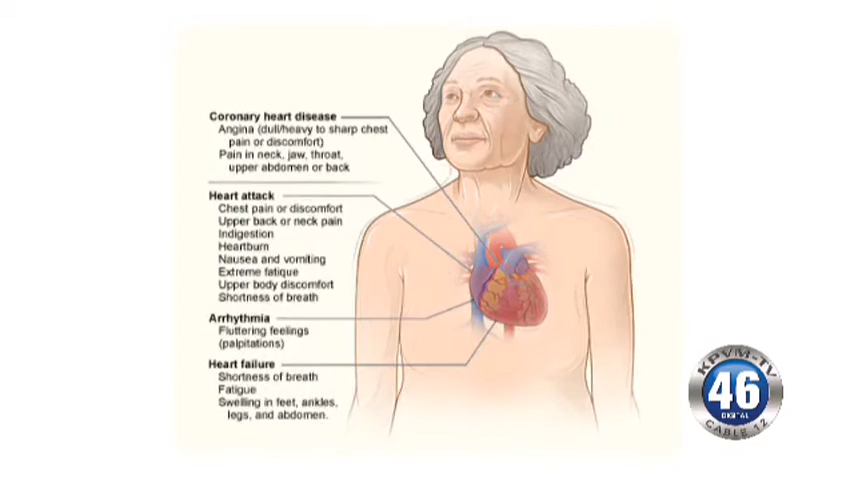 Coronary heart disease
Angina (dull/heavy to sharp chest
pain or discomfort)
Pain in neck, jaw, throat,
upper abdomen or back
Heart attack
Chest pain or discomfort
Upper back or neck pain
Indigestion
Heartburn
Nausea and vomiting
Extreme fatigue
Upper body discomfort
Shortness of breath
Arrhythmia
Fluttering feelings
(palpitations)
Heart failure
Shortness of breath
Fatigue
Swelling in feet, ankles,
legs, and abdomen.
KPVM-TV
46
DIGITAL
CABLE 12